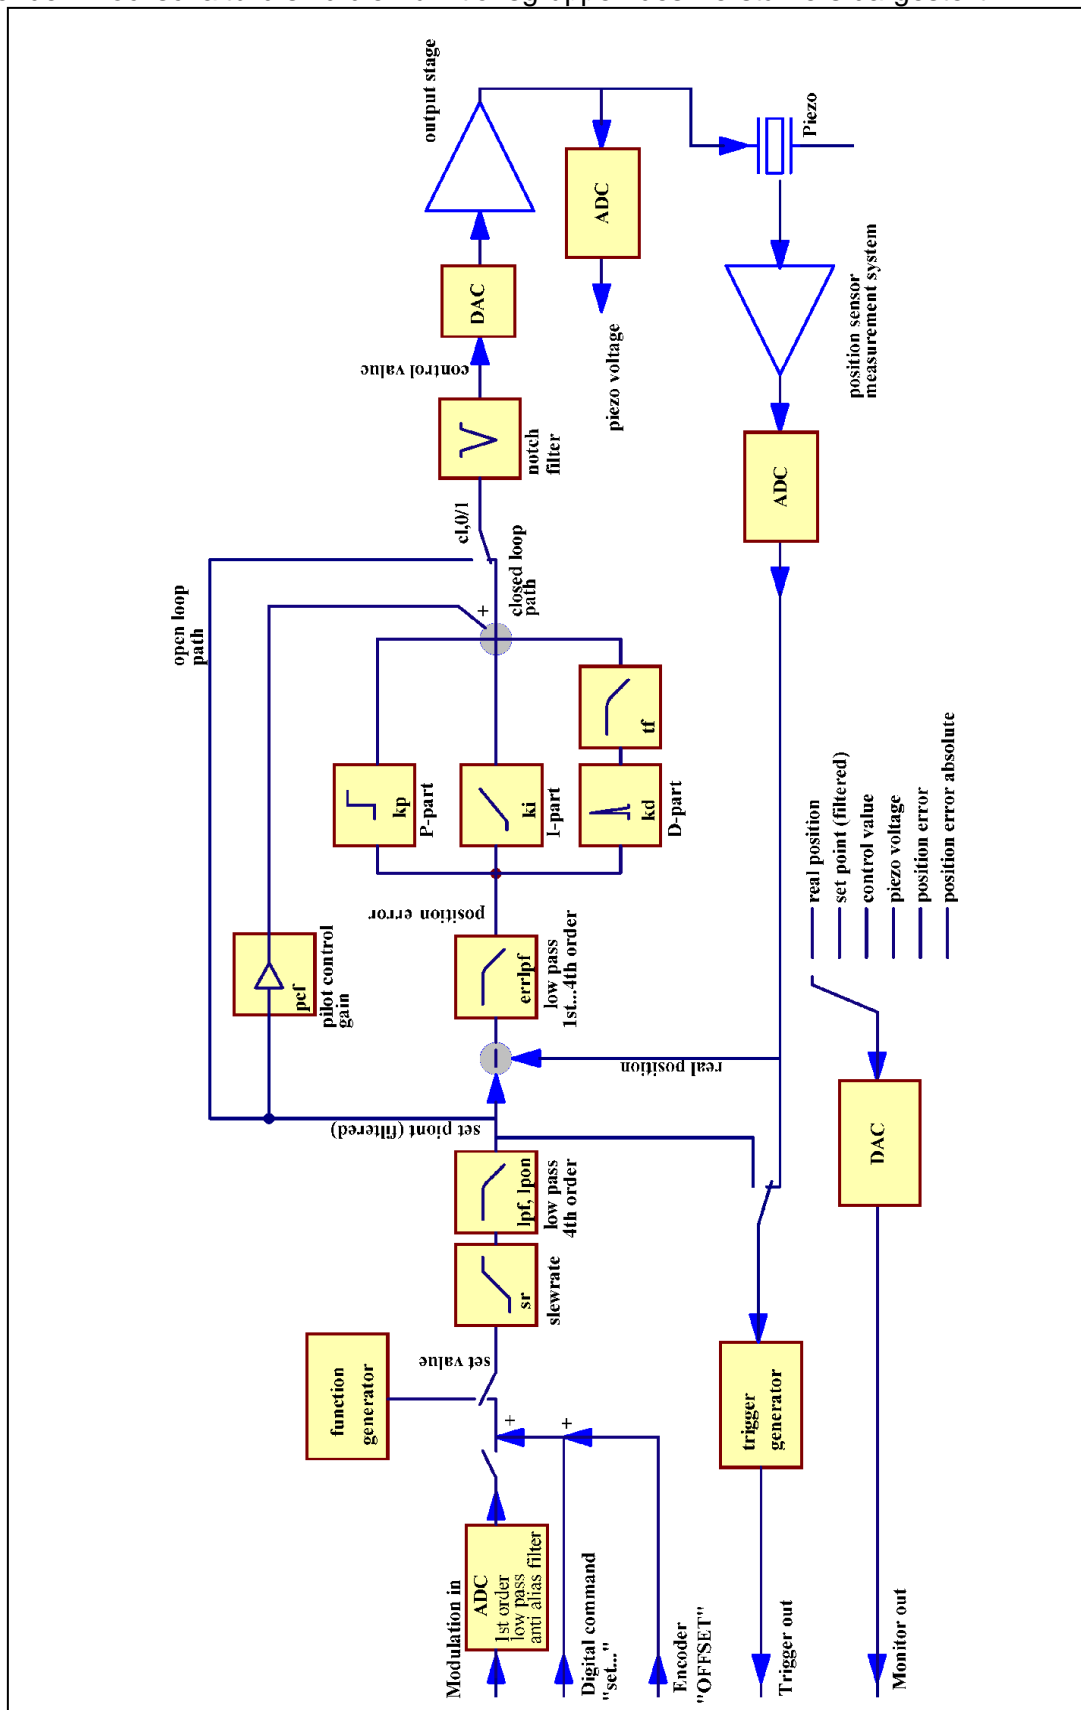 output stage
ADC
Piezo
DAC
control value
piezo voltage
position sensor
measurement system
notch
filter
ADC
cl,0/1
closed loop
path
open loop
path
+
tf
kp
P-part
ki
I-part
kd
D-part
position error
pcf
pilot control
gain
errlpf
low pass
1st...4th order
real position
set point (filtered)
control value
piezo voltage
position error
position error absolute
real position
set piont (filtered)
DAC
lpf, lpon
low pass
4th order
sr
slewrate
set value
function
generator
+
+
trigger
generator
Modulation in
ADC
1st order
low pass
anti alias filter
Digital command
"set..."
Encoder
"OFFSET"
Trigger out
Monitor out